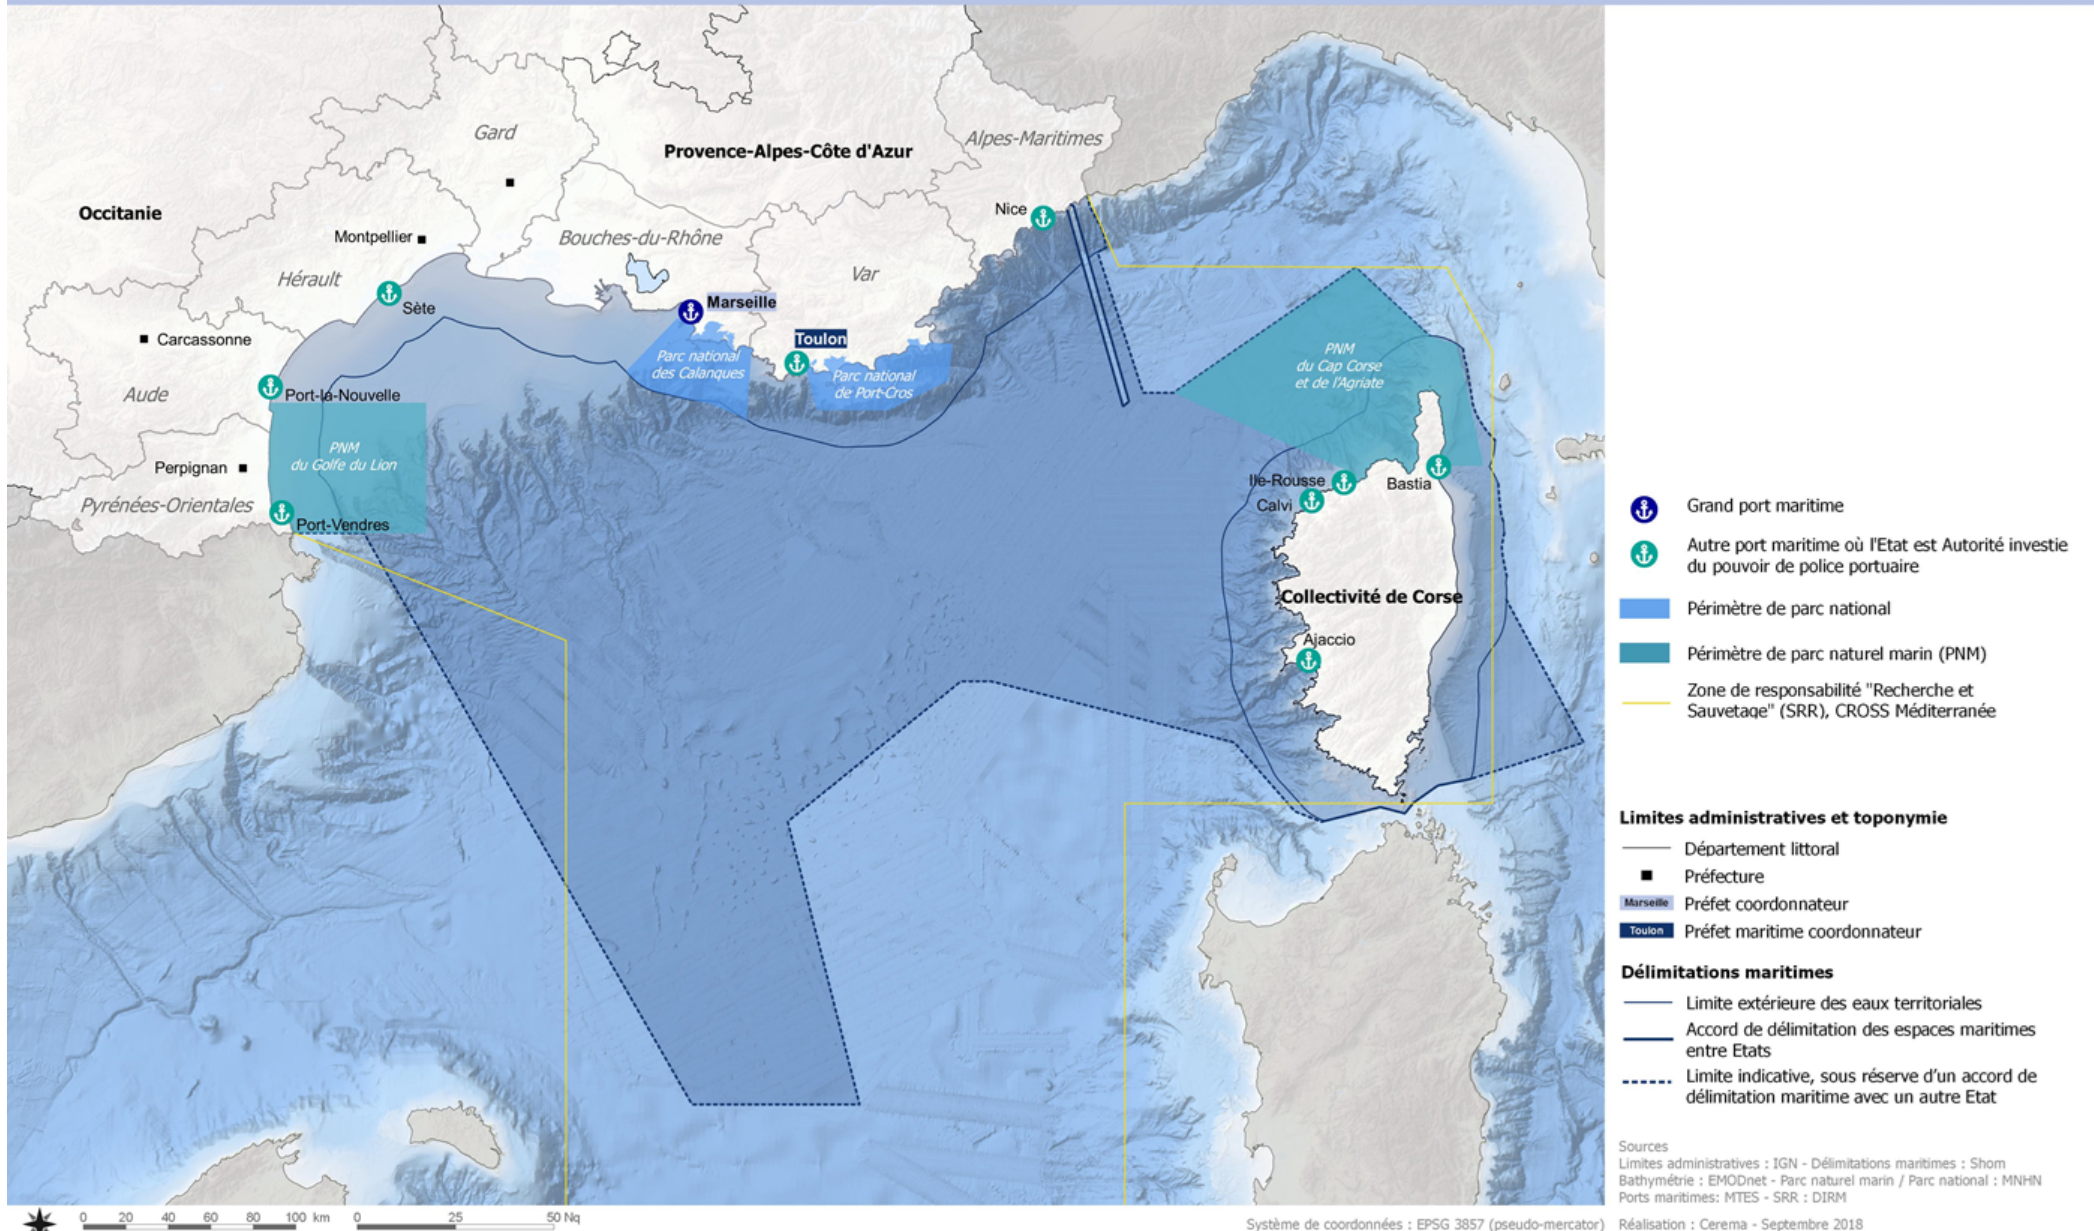 Gard
Provence-Alpes-Côte d'Azur
Alpes-Maritimes
Occitanie
Nice
Montpellier
Bouches-du-Rhône
Var
Hérault
Sète
Marseille
Carcassonne
Toulon
Parc national
des Calanques
Parc national
de Port-Cros
PNM
du Cap Corse
et de l'Agriate
Aude
Port-la-Nouvelle
PNM
du Golfe du Lion
Perpignan
Pyrénées-Orientales
Port-Vendres
Ile-Rousse
Calvi
Bastia
Collectivité de Corse
Ajaccio
Grand port maritime
Autre port maritime où l'Etat est Autorité investie
du pouvoir de police portuaire
Périmètre de parc national
Périmètre de parc naturel marin (PNM)
Zone de responsabilité "Recherche et
Sauvetage" (SRR), CROSS Méditerranée
Limites administratives et toponymie
Département littoral
Préfecture
Marseille Préfet coordonnateur
Toulon Préfet maritime coordonnateur
Délimitations maritimes
Limite extérieure des eaux territoriales
Accord de délimitation des espaces maritimes
entre Etats
Limite indicative, sous réserve d'un accord de
délimitation maritime avec un autre Etat
Sources
Limites administratives : IGN - Délimitations maritimes : Shom
Bathymétrie : EMODnet - Parc naturel marin / Parc national : MNHN
Ports maritimes: MTES - SRR : DIRM
0 20 40 60 80 100 km 0 25 50 Nq
Système de coordonnées : EPSG 3857 (pseudo-mercator)
Réalisation : Cerema - Septembre 2018